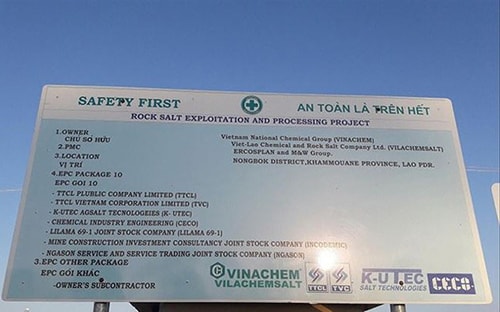 SAFETY FIRST
AN TOÀN LÀ TRÊN HẾT
ROCK SALT EXPLOITATION AND PROCESSING PROJECT
1.OWNER
CHỦ SỞ HỮU
Vietnam National Chemical Group (VINACHEM)
Viet-Lao Chemical and Rock Salt Company Ltd. (VILACHEMSALT)
2.PMC
ERCOSPLAN and M&W Group.
3.LOCATION
VỊ TRÍ
NONGBOK DISTRICT,KHAMMOUANE PROVINCE, LAO PDR.
4.EPC PACKAGE 10
EPC GÓI 10
- TTCL PLUBLIC COMPANY LIMITED (TTCL)
- TTCL VIETNAM CORPORATION LIMITED (TVC)
- K-UTEC AGSALT TECNOLOGEIES (K- UTEC)
- CHEMICAL INDUSTRY ENGINEERING (CECO)
- LILAMA 69-1 JOINT STOCK COMPANY (LILAMA 69-1)
- MINE CONSTRUCTION INVESTMENT CONSULTANCY JOINT STOCK COMPANY (INCODEMIC)
- NGASON SERVICE AND SERVICE TRADING JOINT STOCK COMPANY (NGASON)
3.EPC OTHER PACKAGE
EPC GÓI KHÁC
-OWNER'S SUBCONTRACTOR
VINACHEM
VILACHEMSALT
TTCL
TVC
K-UTEC
SALT TECHNOLOGIES
CECO